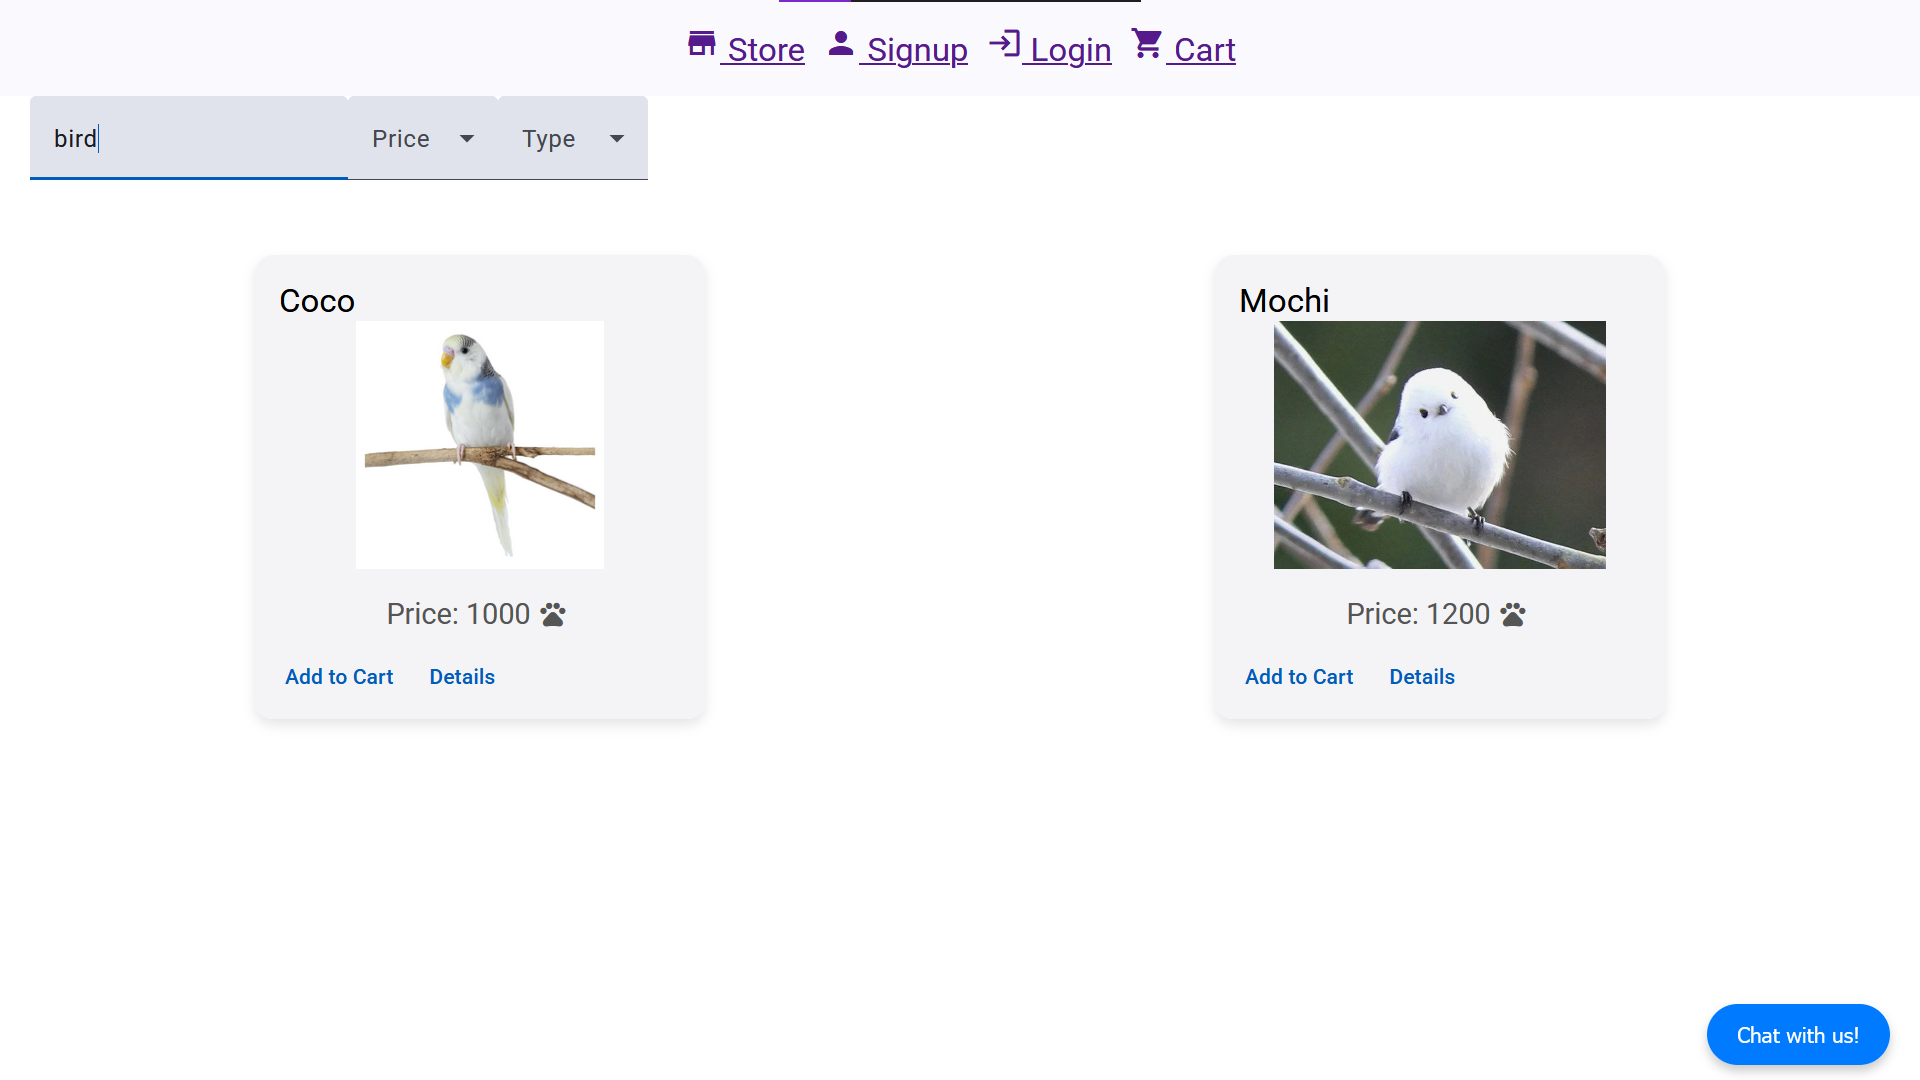 Store Signup Login Cart
bird Price Type
Coco
Mochi
Price: 1000
Price: 1200
Add to Cart Details
Add to Cart Details
Chat with us!